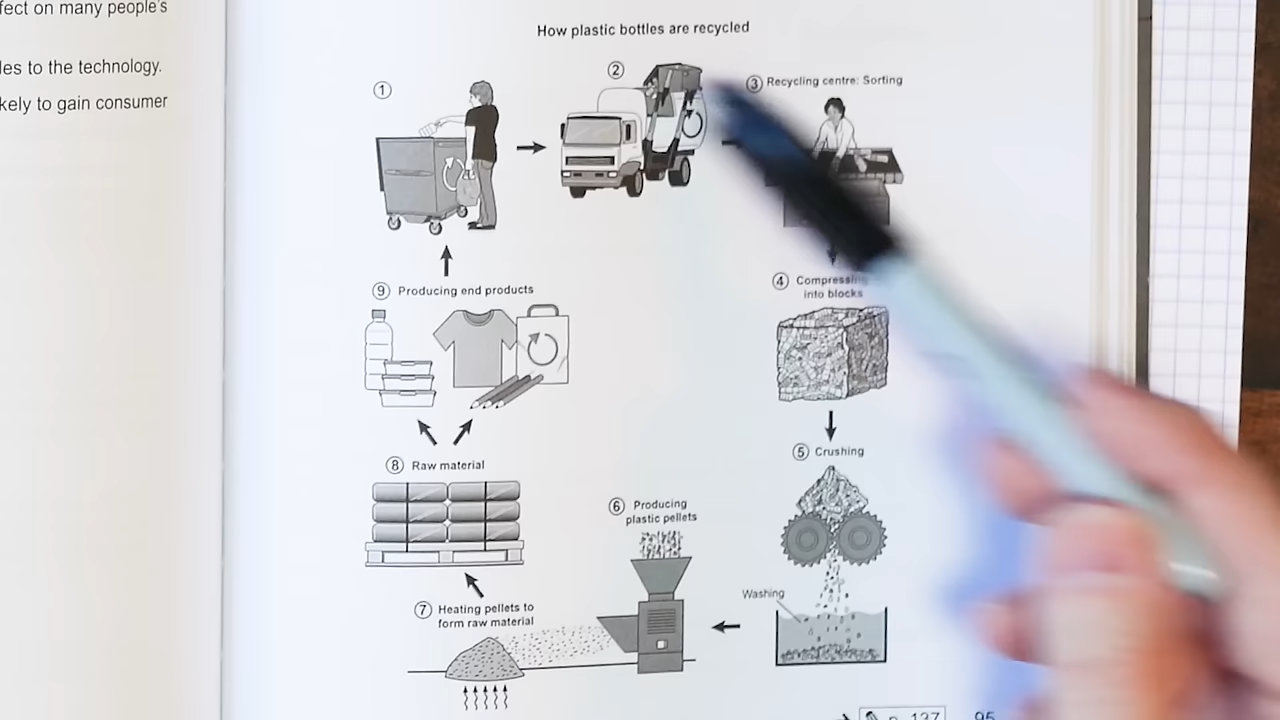 fect on many people's
les to the technology.
kely to gain consumer
How plastic bottles are recycled
①
②
③ Recycling centre: Sorting
④ Compressing
into blocks
⑤ Crushing
Washing
⑥ Producing
plastic pellets
⑦ Heating pellets to
form raw material
⑧ Raw material
⑨ Producing end products
p. 137
95